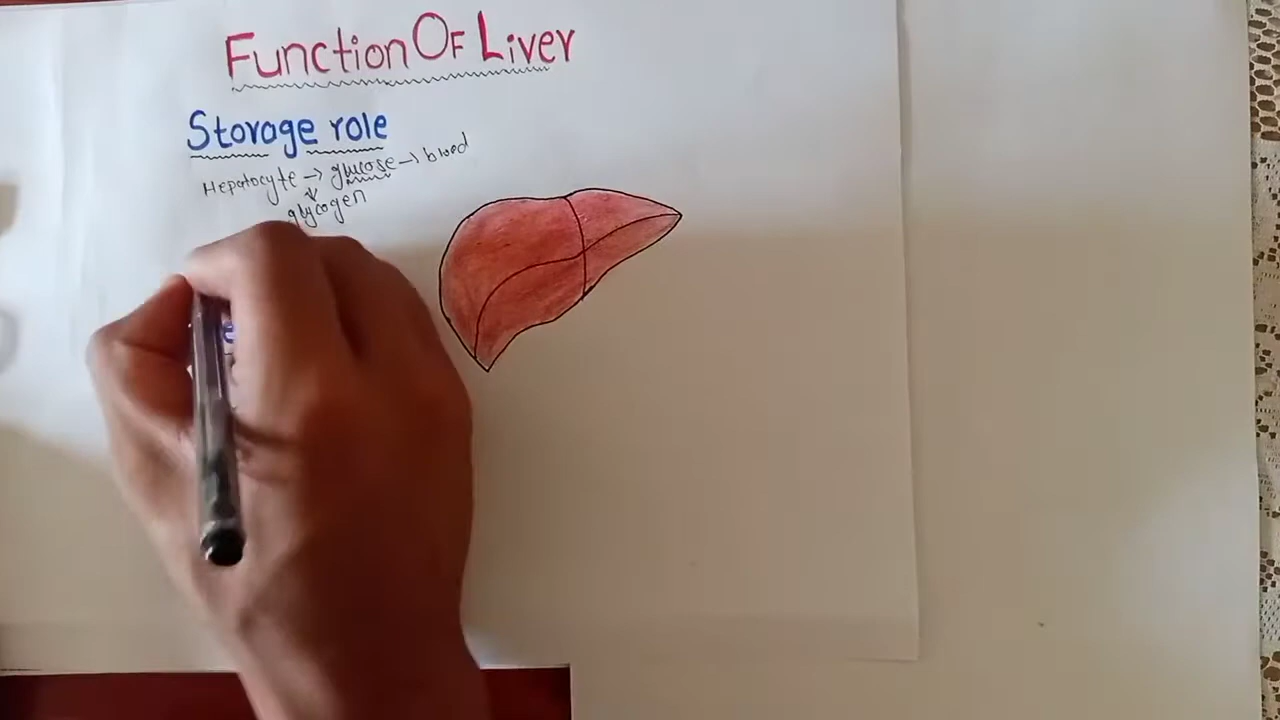 Function Of Liver
Storage role
Hepatocyte → glucose → blood
↓
glycogen